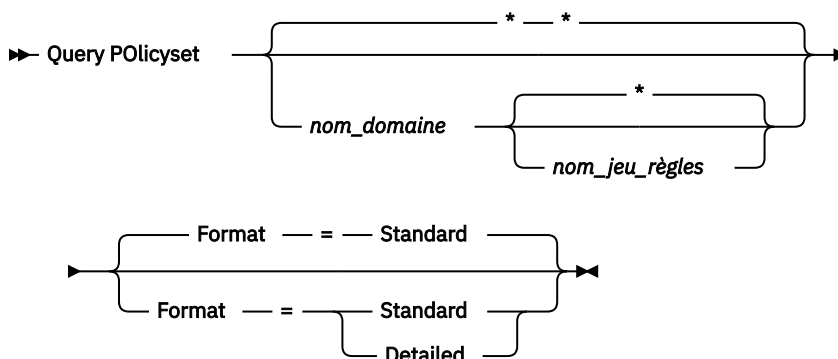 * *
Query POlicyset
*
nom_domaine
nom_jeu_règles
Format = Standard
Format = Standard
Detailed